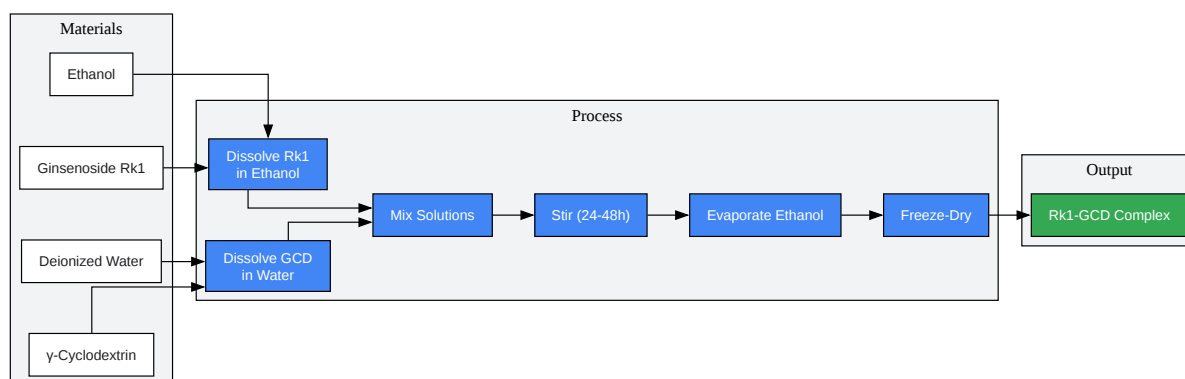 Materials
Ethanol
Ginsenoside Rk1
Deionized Water
γ-Cyclodextrin
Process
Dissolve Rk1
in Ethanol
Dissolve GCD
in Water
Mix Solutions
Stir (24-48h)
Evaporate Ethanol
Freeze-Dry
Output
Rk1-GCD Complex